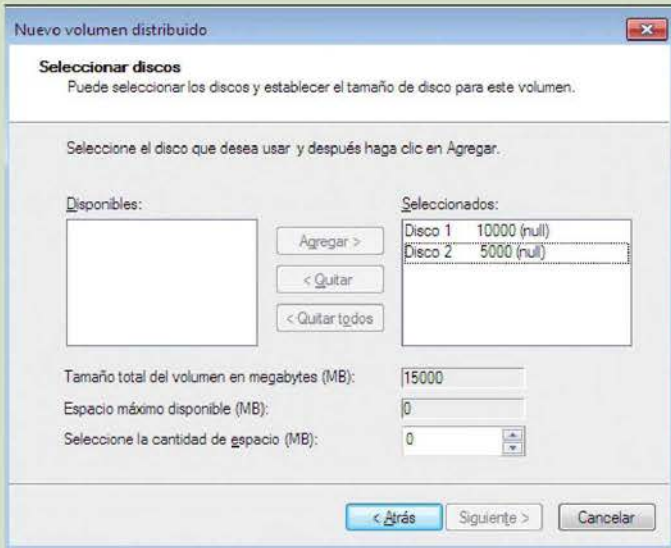 Nuevo volumen distribuido
Seleccionar discos
Puede seleccionar los discos y establecer el tamaño de disco para este volumen.
Seleccione el disco que desea usar y después haga clic en Agregar.
Disponibles:
Seleccionados:
Disco 1 10000 (null)
Disco 2 5000 (null)
Agregar >
< Quitar
< Quitar todos
Tamaño total del volumen en megabytes (MB): 15000
Espacio máximo disponible (MB): 0
Seleccione la cantidad de espacio (MB): 0
< Atrás Siguiente > Cancelar